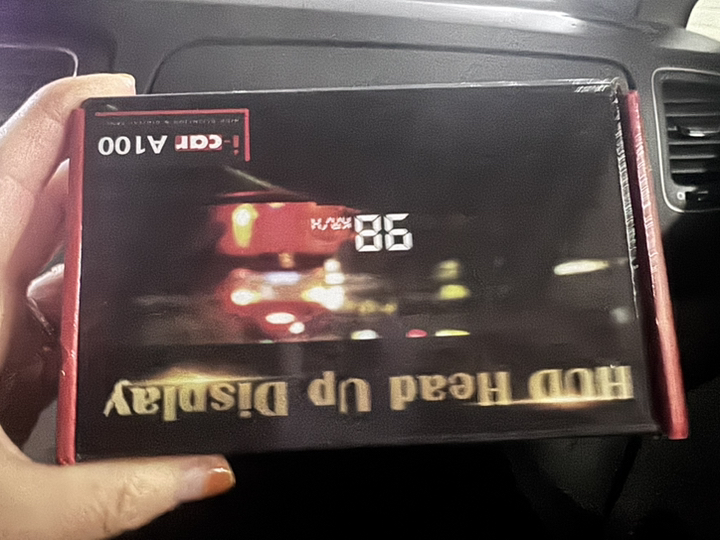 HUD Head Up Display
98 KM/H
i-car A100